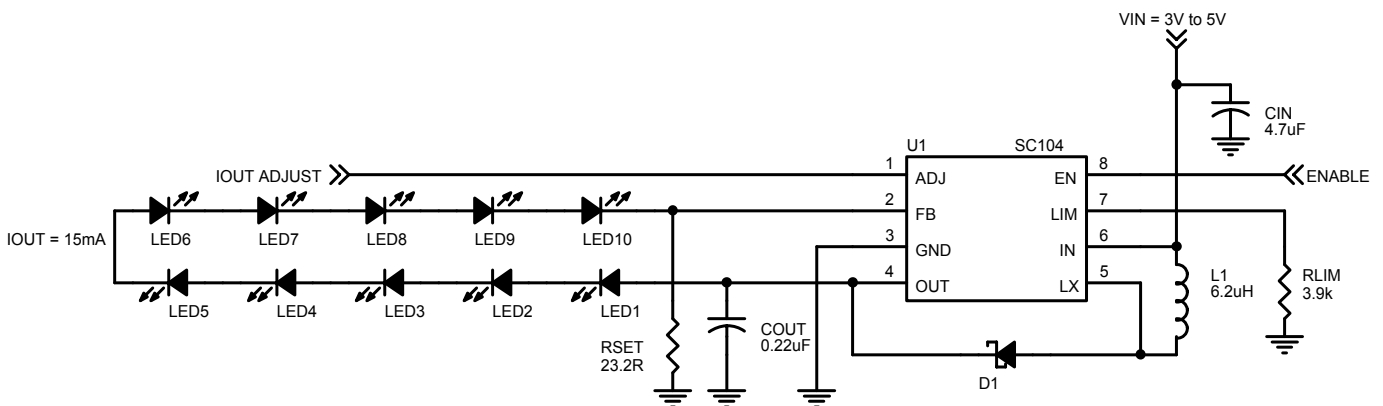 VIN = 3V to 5V
CIN
4.7uF
U1
SC104
IOUT ADJUST
1
ADJ
EN
8
ENABLE
2
FB
LIM
7
3
GND
IN
6
4
OUT
LX
5
LED6
LED7
LED8
LED9
LED10
IOUT = 15mA
LED5
LED4
LED3
LED2
LED1
L1
6.2uH
RLIM
3.9k
COUT
0.22uF
RSET
23.2R
D1